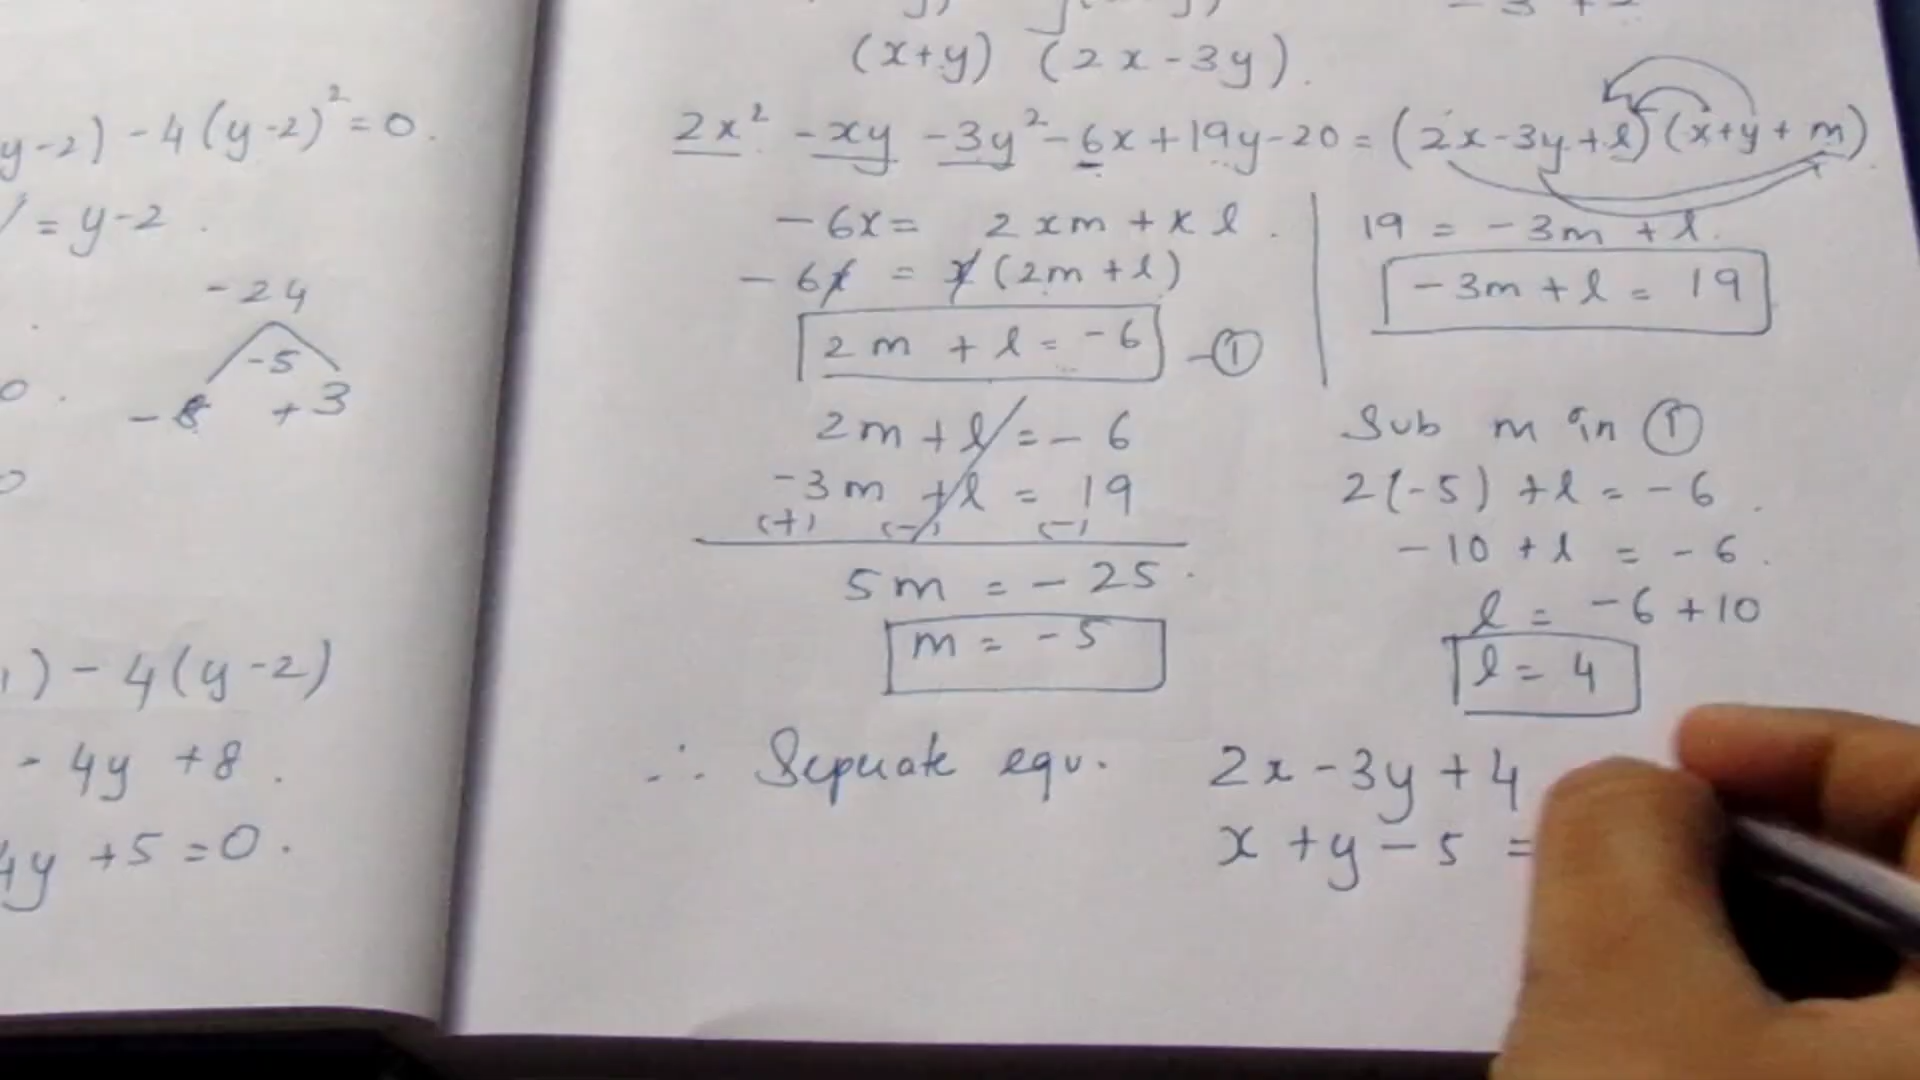 y-2) - 4(y-2)² = 0.
= y-2.
-24
-5
+3
) - 4(y-2)
- 4y + 8.
4y + 5 = 0.
(x+y) (2x-3y).
2x² - xy - 3y² - 6x + 19y - 20 = (2x-3y+l)(x+y+m)
-6x = 2xm + xl.
-6x = x(2m+l)
2m + l = -6 -①
2m + l = -6
-3m + l = 19
(+) (-) (-)
5m = -25.
m = -5
19 = -3m + l.
-3m + l = 19
Sub m in ①
2(-5) + l = -6.
-10 + l = -6.
l = -6 + 10
l = 4
∴ Sepuate equ. 2x - 3y + 4
x + y - 5 =